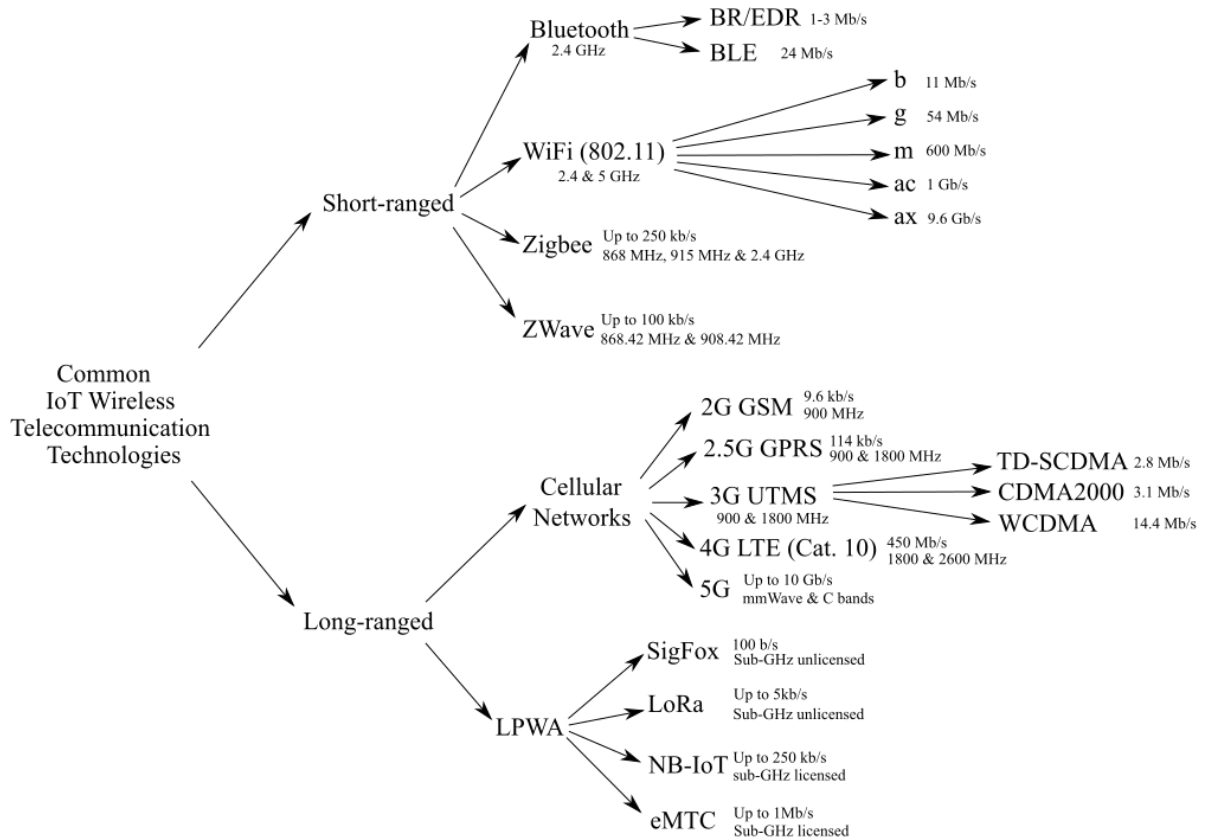 Common
IoT Wireless
Telecommunication
Technologies
Short-ranged
Bluetooth
2.4 GHz
BR/EDR 1-3 Mb/s
BLE 24 Mb/s
WiFi (802.11)
2.4 & 5 GHz
b 11 Mb/s
g 54 Mb/s
m 600 Mb/s
ac 1 Gb/s
ax 9.6 Gb/s
Zigbee
Up to 250 kb/s
868 MHz, 915 MHz & 2.4 GHz
ZWave
Up to 100 kb/s
868.42 MHz & 908.42 MHz
Long-ranged
Cellular
Networks
2G GSM
9.6 kb/s
900 MHz
2.5G GPRS
114 kb/s
900 & 1800 MHz
3G UTMS
900 & 1800 MHz
TD-SCDMA 2.8 Mb/s
CDMA2000 3.1 Mb/s
WCDMA 14.4 Mb/s
4G LTE (Cat. 10)
450 Mb/s
1800 & 2600 MHz
5G
Up to 10 Gb/s
mmWave & C bands
LPWA
SigFox
100 b/s
Sub-GHz unlicensed
LoRa
Up to 5kb/s
Sub-GHz unlicensed
NB-IoT
Up to 250 kb/s
sub-GHz licensed
eMTC
Up to 1Mb/s
Sub-GHz licensed